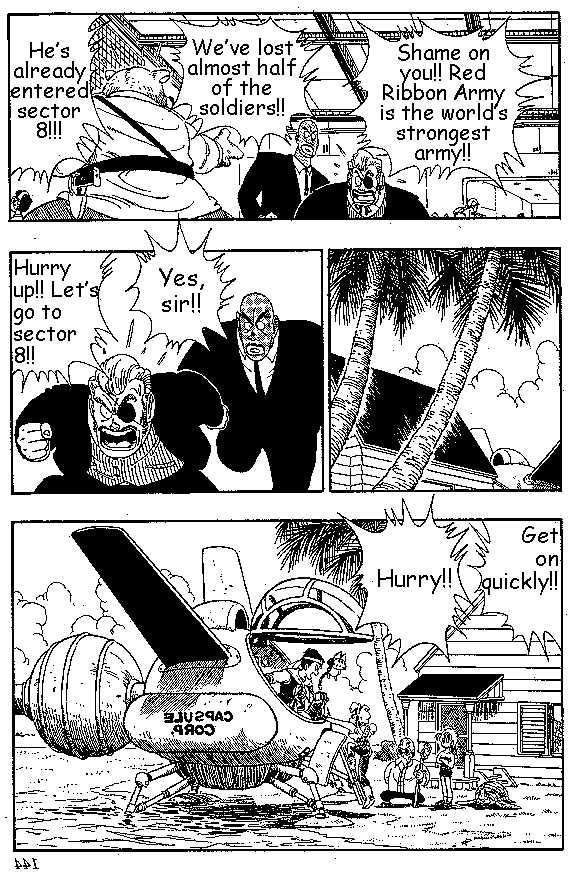 He's
already
entered
sector
8!!!
We've lost
almost half
of the
soldiers!!
Shame on
you!! Red
Ribbon Army
is the world's
strongest
army!!
Hurry
up!! Let's
go to
sector
8!!
Yes,
sir!!
Hurry!!
Get
on
quickly!!
CAPSULE
CORP.
144